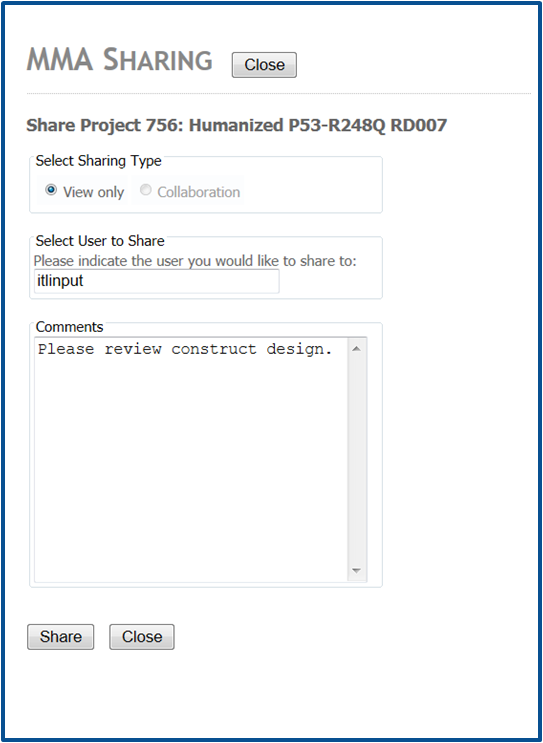 MMA SHARING Close
Share Project 756: Humanized P53-R248Q RD007
Select Sharing Type
View only Collaboration
Select User to Share
Please indicate the user you would like to share to:
itlinput
Comments
Please review construct design.
Share Close